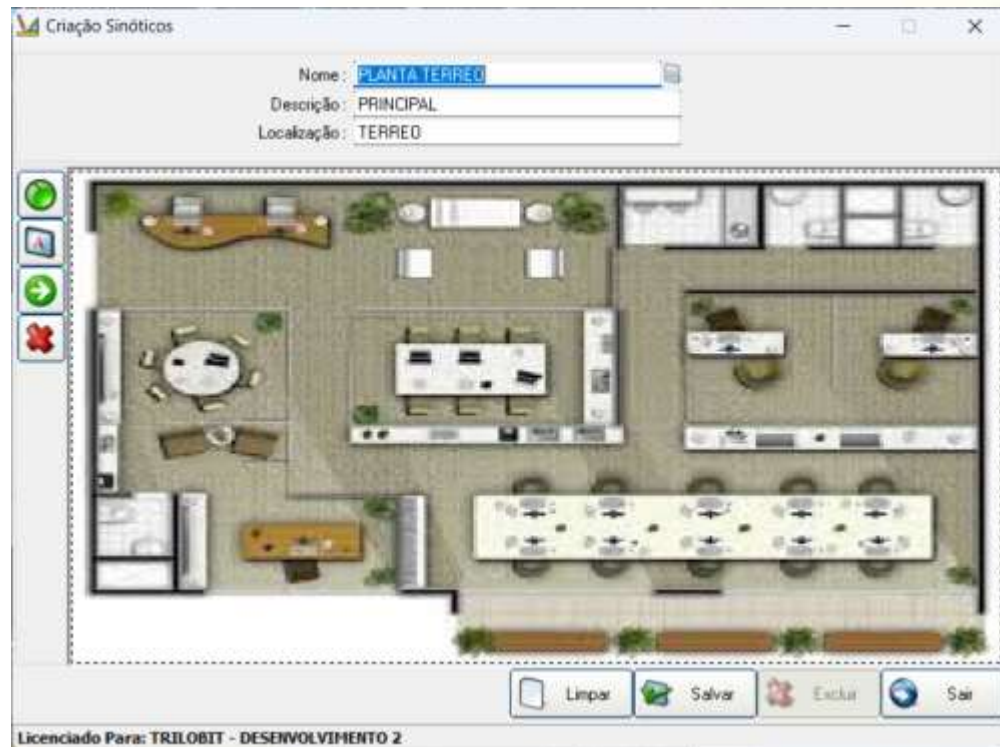 Criação Sinóticos
Nome: PLANTA TERREO
Descrição: PRINCIPAL
Localização: TERREO
A
Limpar Salvar Excluir Sair
Licenciado Para: TRILOBIT - DESENVOLVIMENTO 2